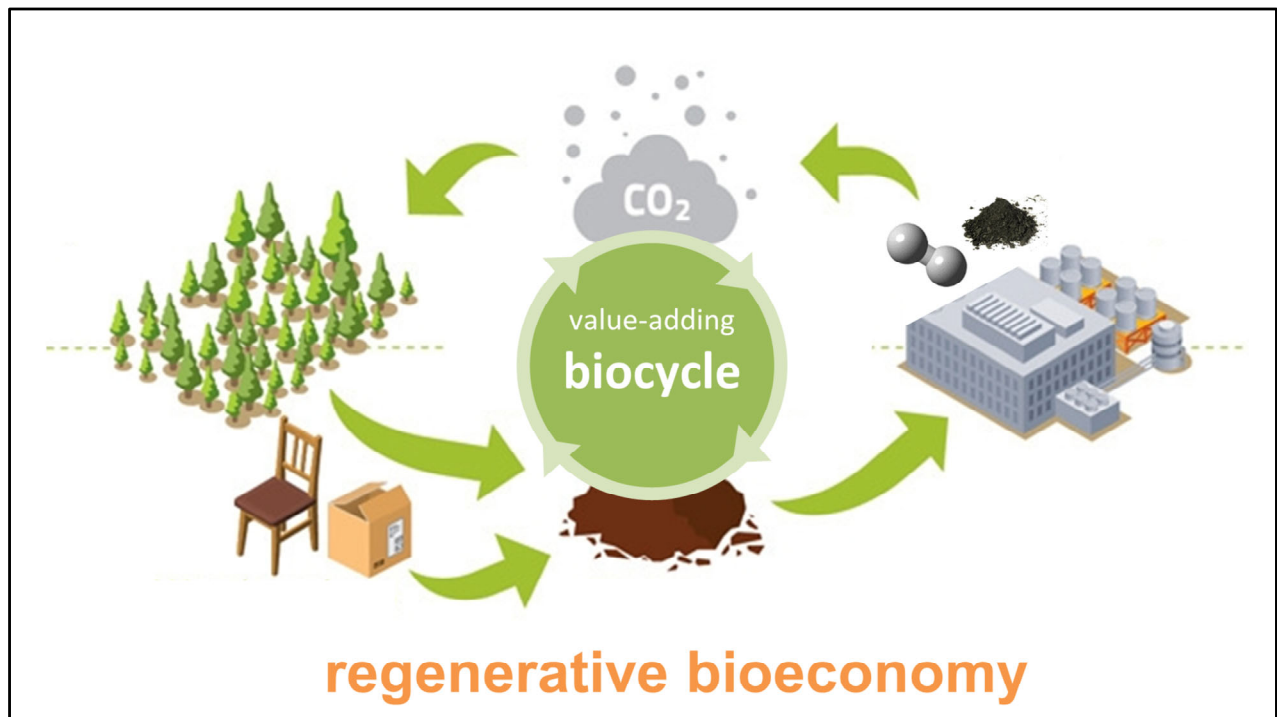 CO₂
value-adding
biocycle
regenerative bioeconomy